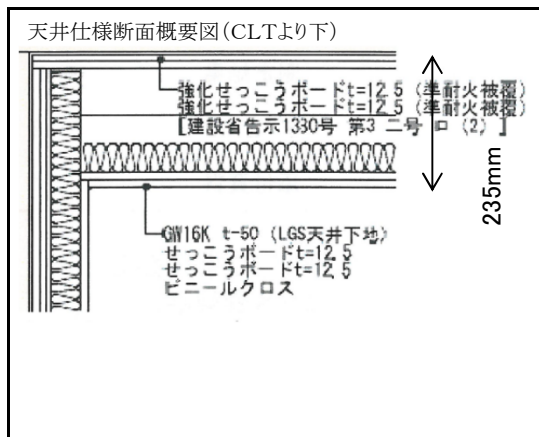 天井仕様断面概要図(CLTより下)
強化せっこうボードt=12.5 (準耐火被覆)
強化せっこうボードt=12.5 (準耐火被覆)
[建設省告示1380号 第3 二号 ロ (2) ]
235mm
GW16K t-50 (LGS天井下地)
せっこうボードt=12.5
せっこうボードt=12.5
ビニールクロス